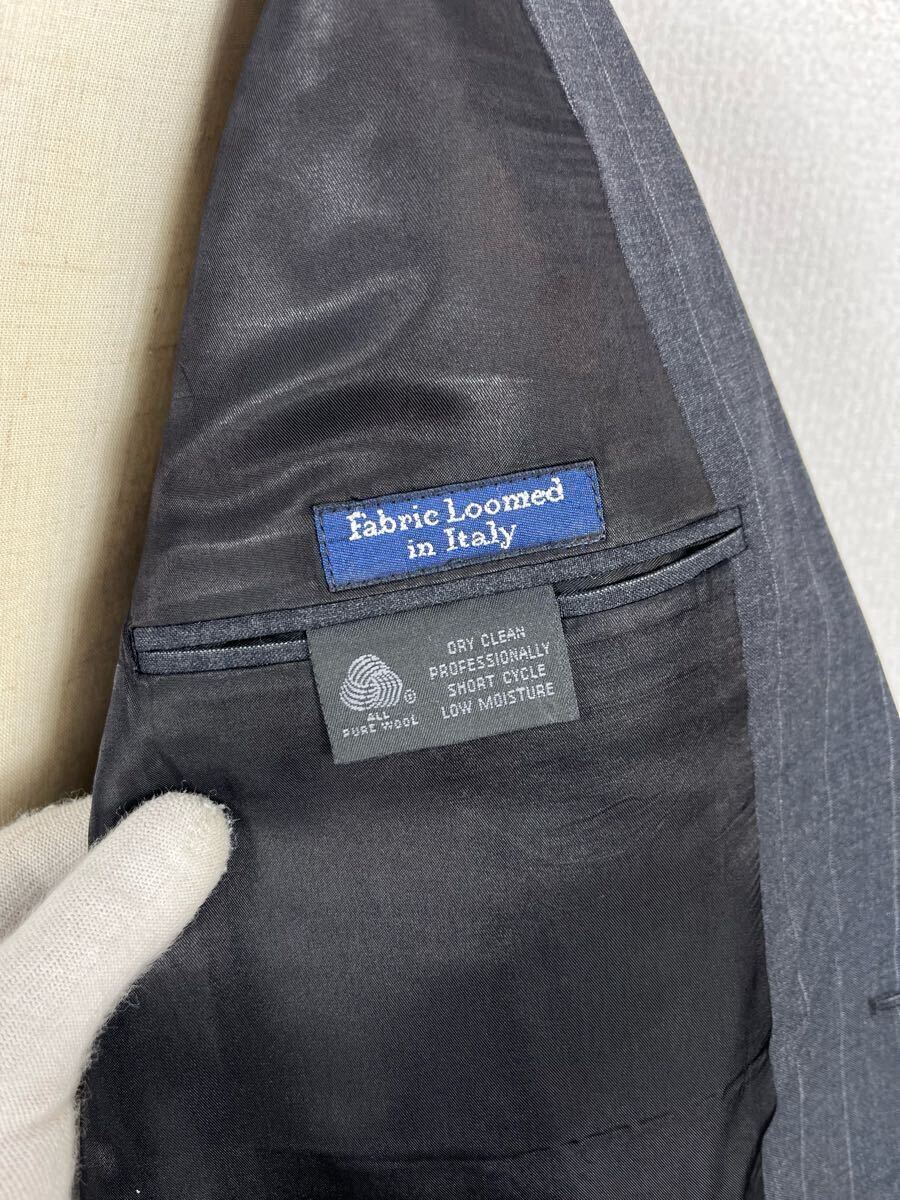 Fabric Loomed
in Italy
ALL
PURE WOOL
DRY CLEAN
PROFESSIONALLY
SHORT CYCLE
LOW MOISTURE